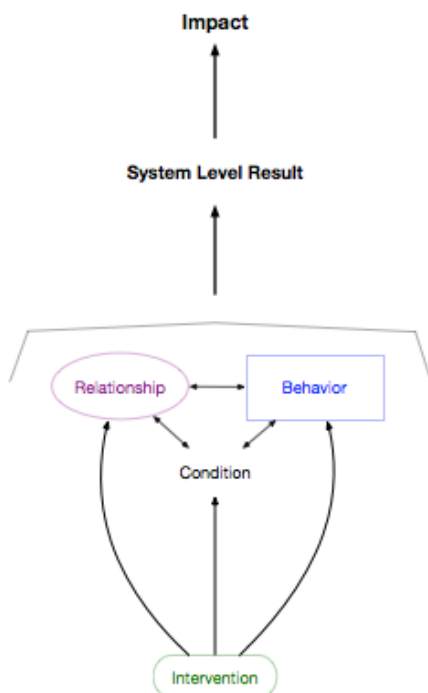 Impact
System Level Result
Relationship
Behavior
Condition
Intervention